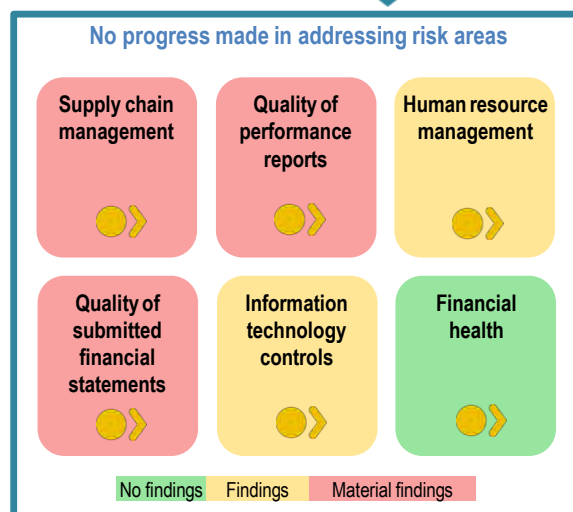 No progress made in addressing risk areas
Supply chain
management
Quality of
performance
reports
Human resource
management
Quality of
submitted
financial
statements
Information
technology
controls
Financial
health
No findings
Findings
Material findings